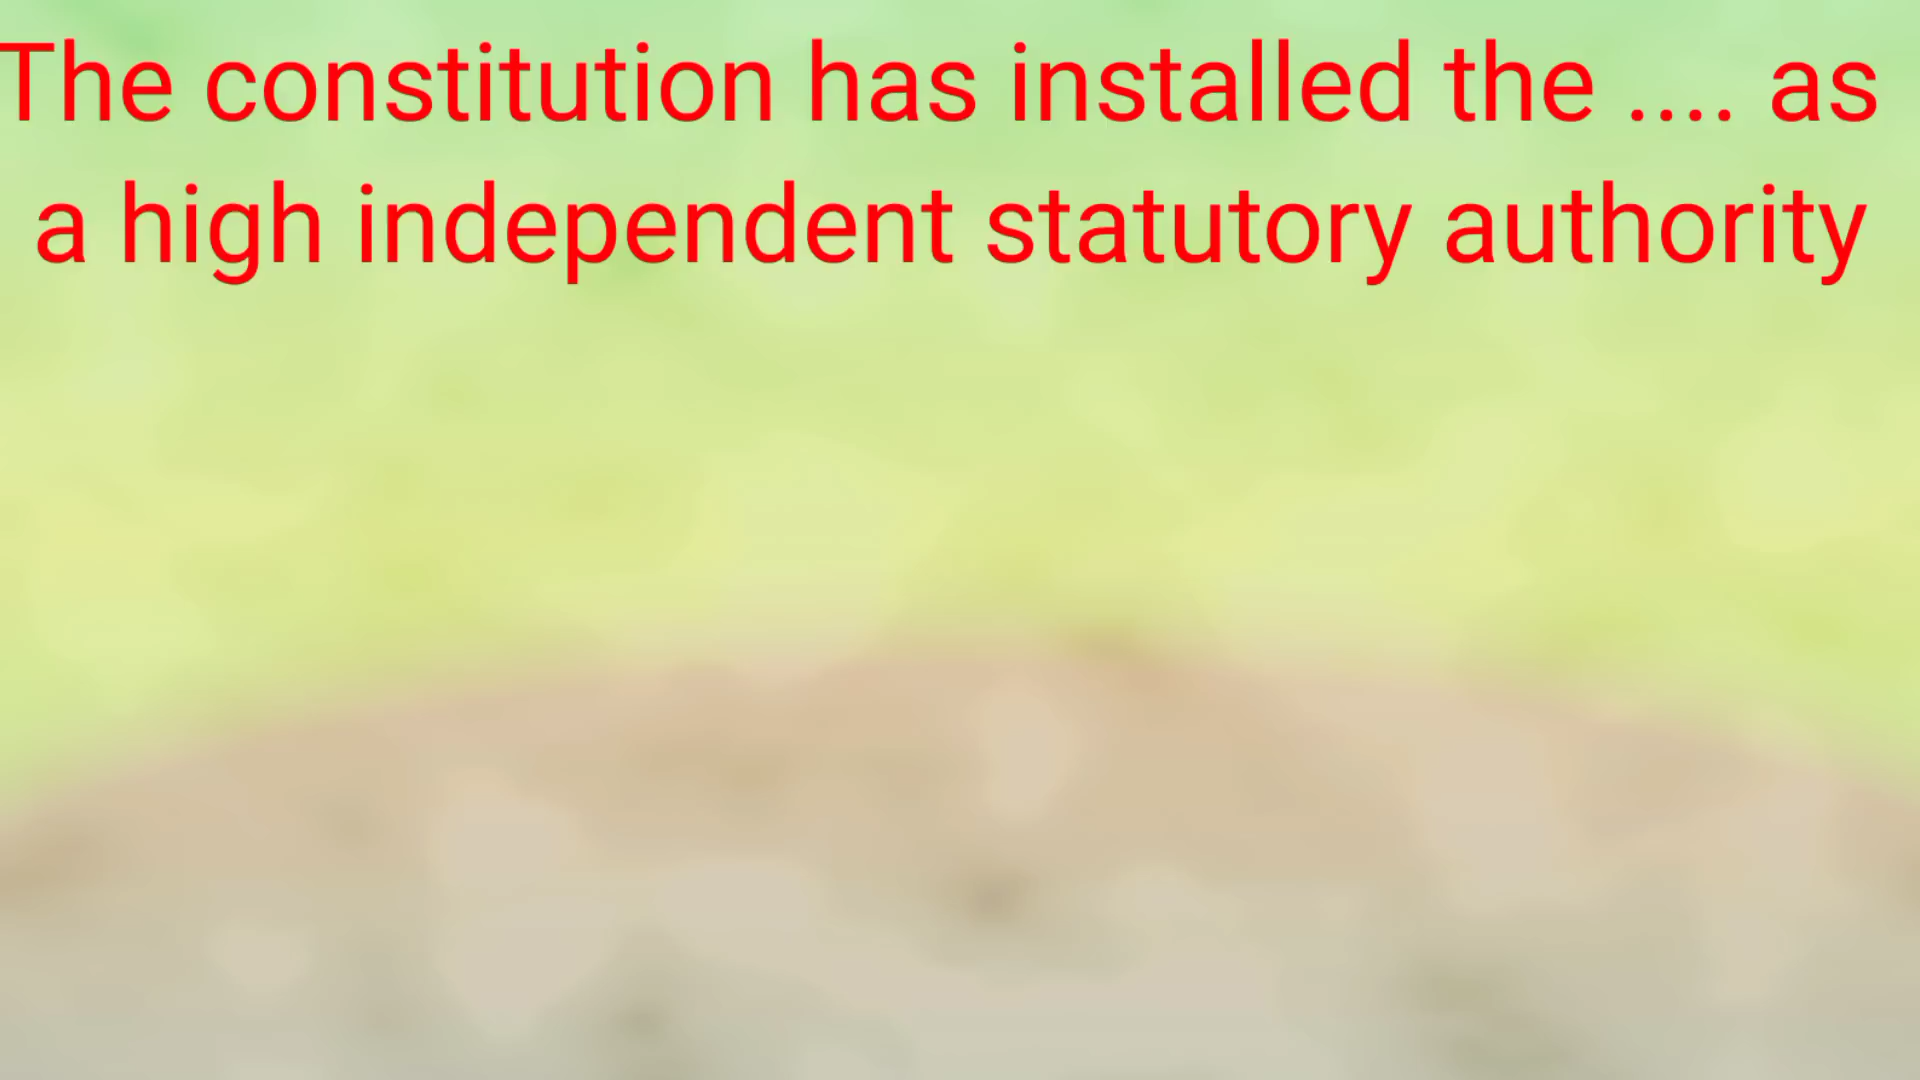 The constitution has installed the .... as
a high independent statutory authority